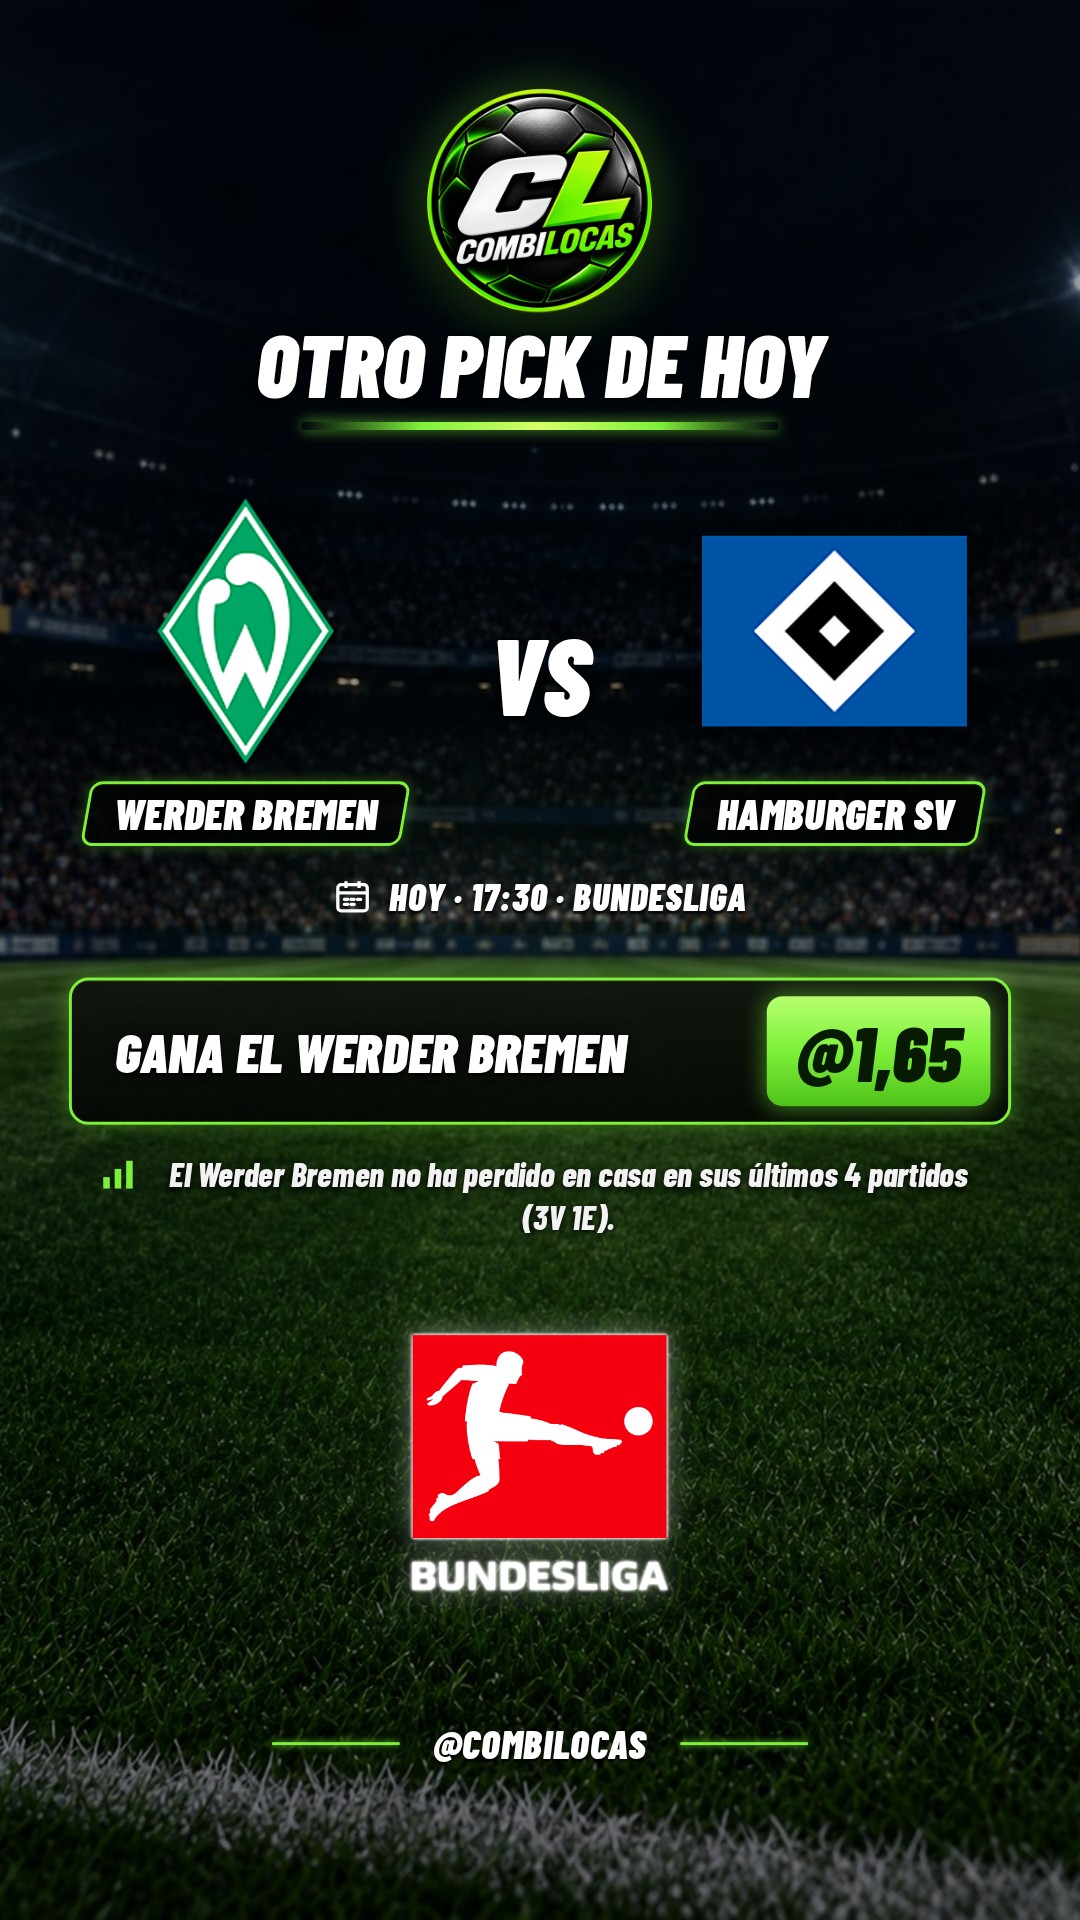 CL
COMBILOCAS
OTRO PICK DE HOY
VS
WERDER BREMEN
HAMBURGER SV
HOY · 17:30 · BUNDESLIGA
GANA EL WERDER BREMEN
@1,65
El Werder Bremen no ha perdido en casa en sus últimos 4 partidos
(3V 1E).
BUNDESLIGA
@COMBILOCAS